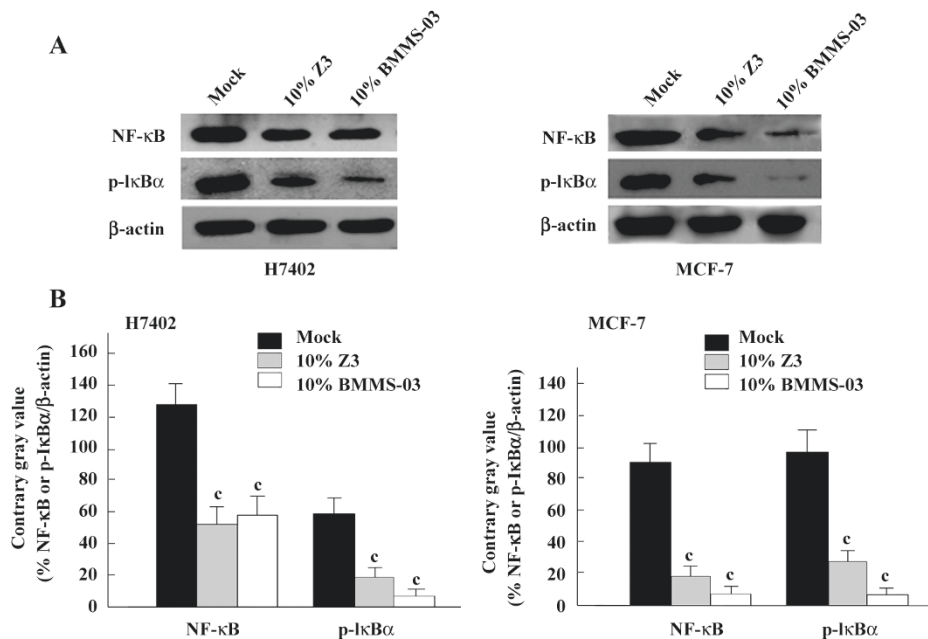 A
Mock
10% Z3
10% BMMS-03
NF-κB
p-IκBα
β-actin
H7402
Mock
10% Z3
10% BMMS-03
NF-κB
p-IκBα
β-actin
MCF-7
B
H7402
Mock
10% Z3
10% BMMS-03
Contrary gray value
(% NF-κB or p-IκBα/β-actin)
160
140
120
100
80
60
40
20
0
c
c
c
c
NF-κB
p-IκBα
MCF-7
Mock
10% Z3
10% BMMS-03
Contrary gray value
(% NF-κB or p-IκBα/β-actin)
140
120
100
80
60
40
20
0
c
c
c
c
NF-κB
p-IκBα